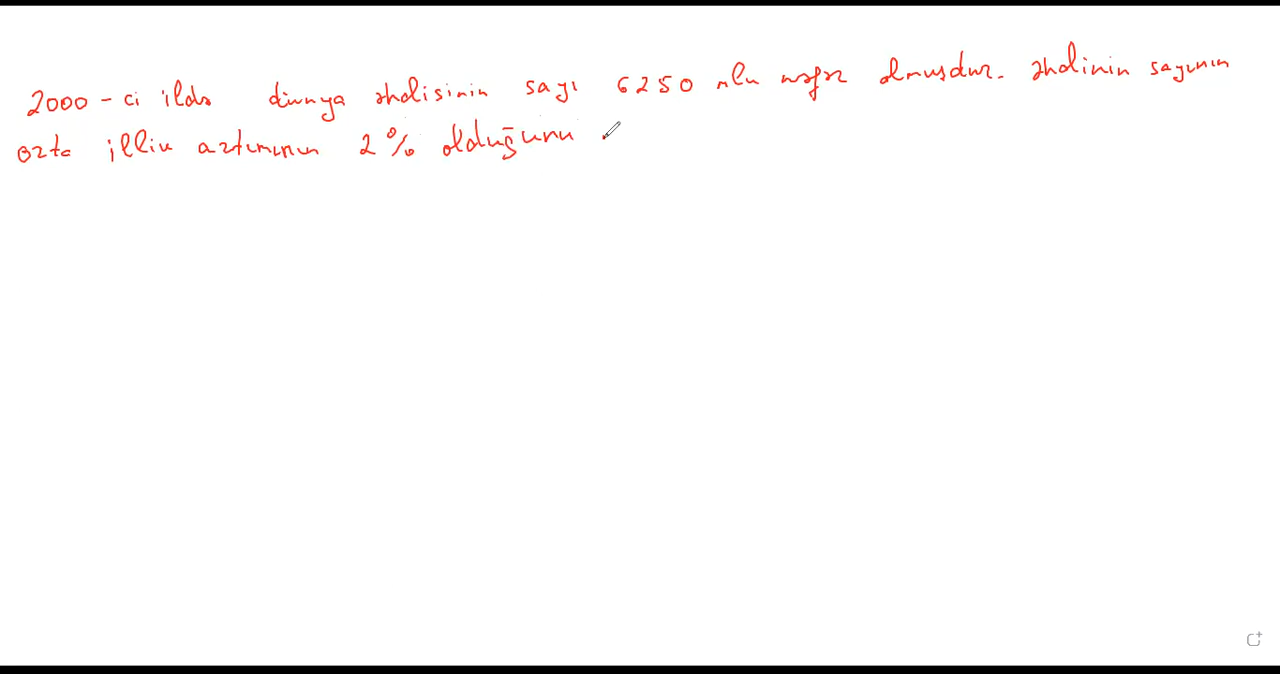 2000-ci ildə dünya əhalisinin sayı 6250 mln nəfər olmuşdur. əhalinin sayının
orta illik artımının 2% olduğunu